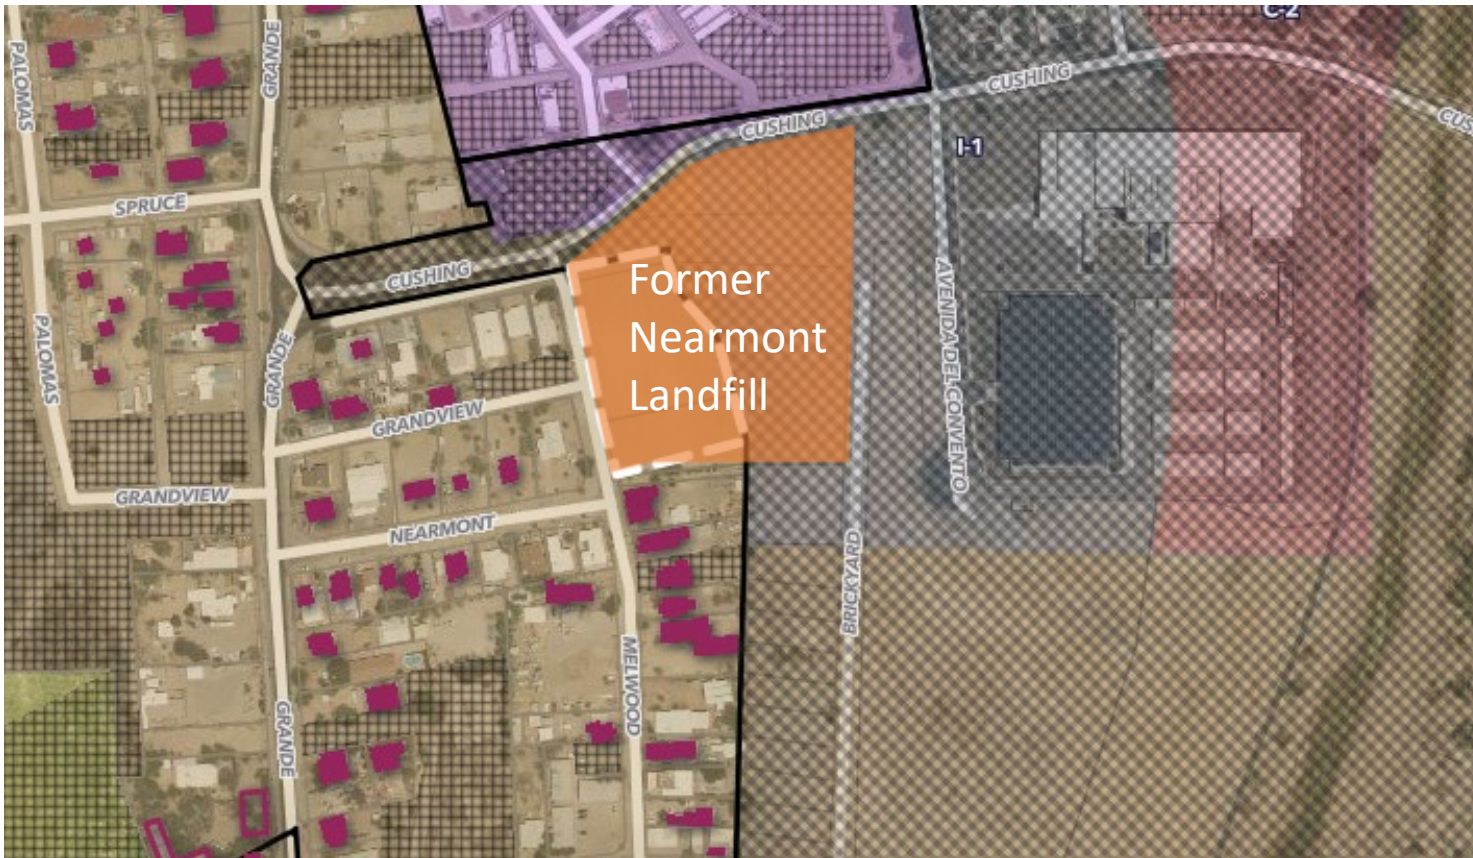 C-2
PALOMAS
GRANDE
CUSHING
CUSHING
CUS
I-1
SPRUCE
CUSHING
Former
Nearmont
Landfill
AVENIDA DEL CONVENTO
PALOMAS
GRANDE
GRANDVIEW
GRANDVIEW
NEARMONT
BRICKYARD
MELWOOD
GRANDE